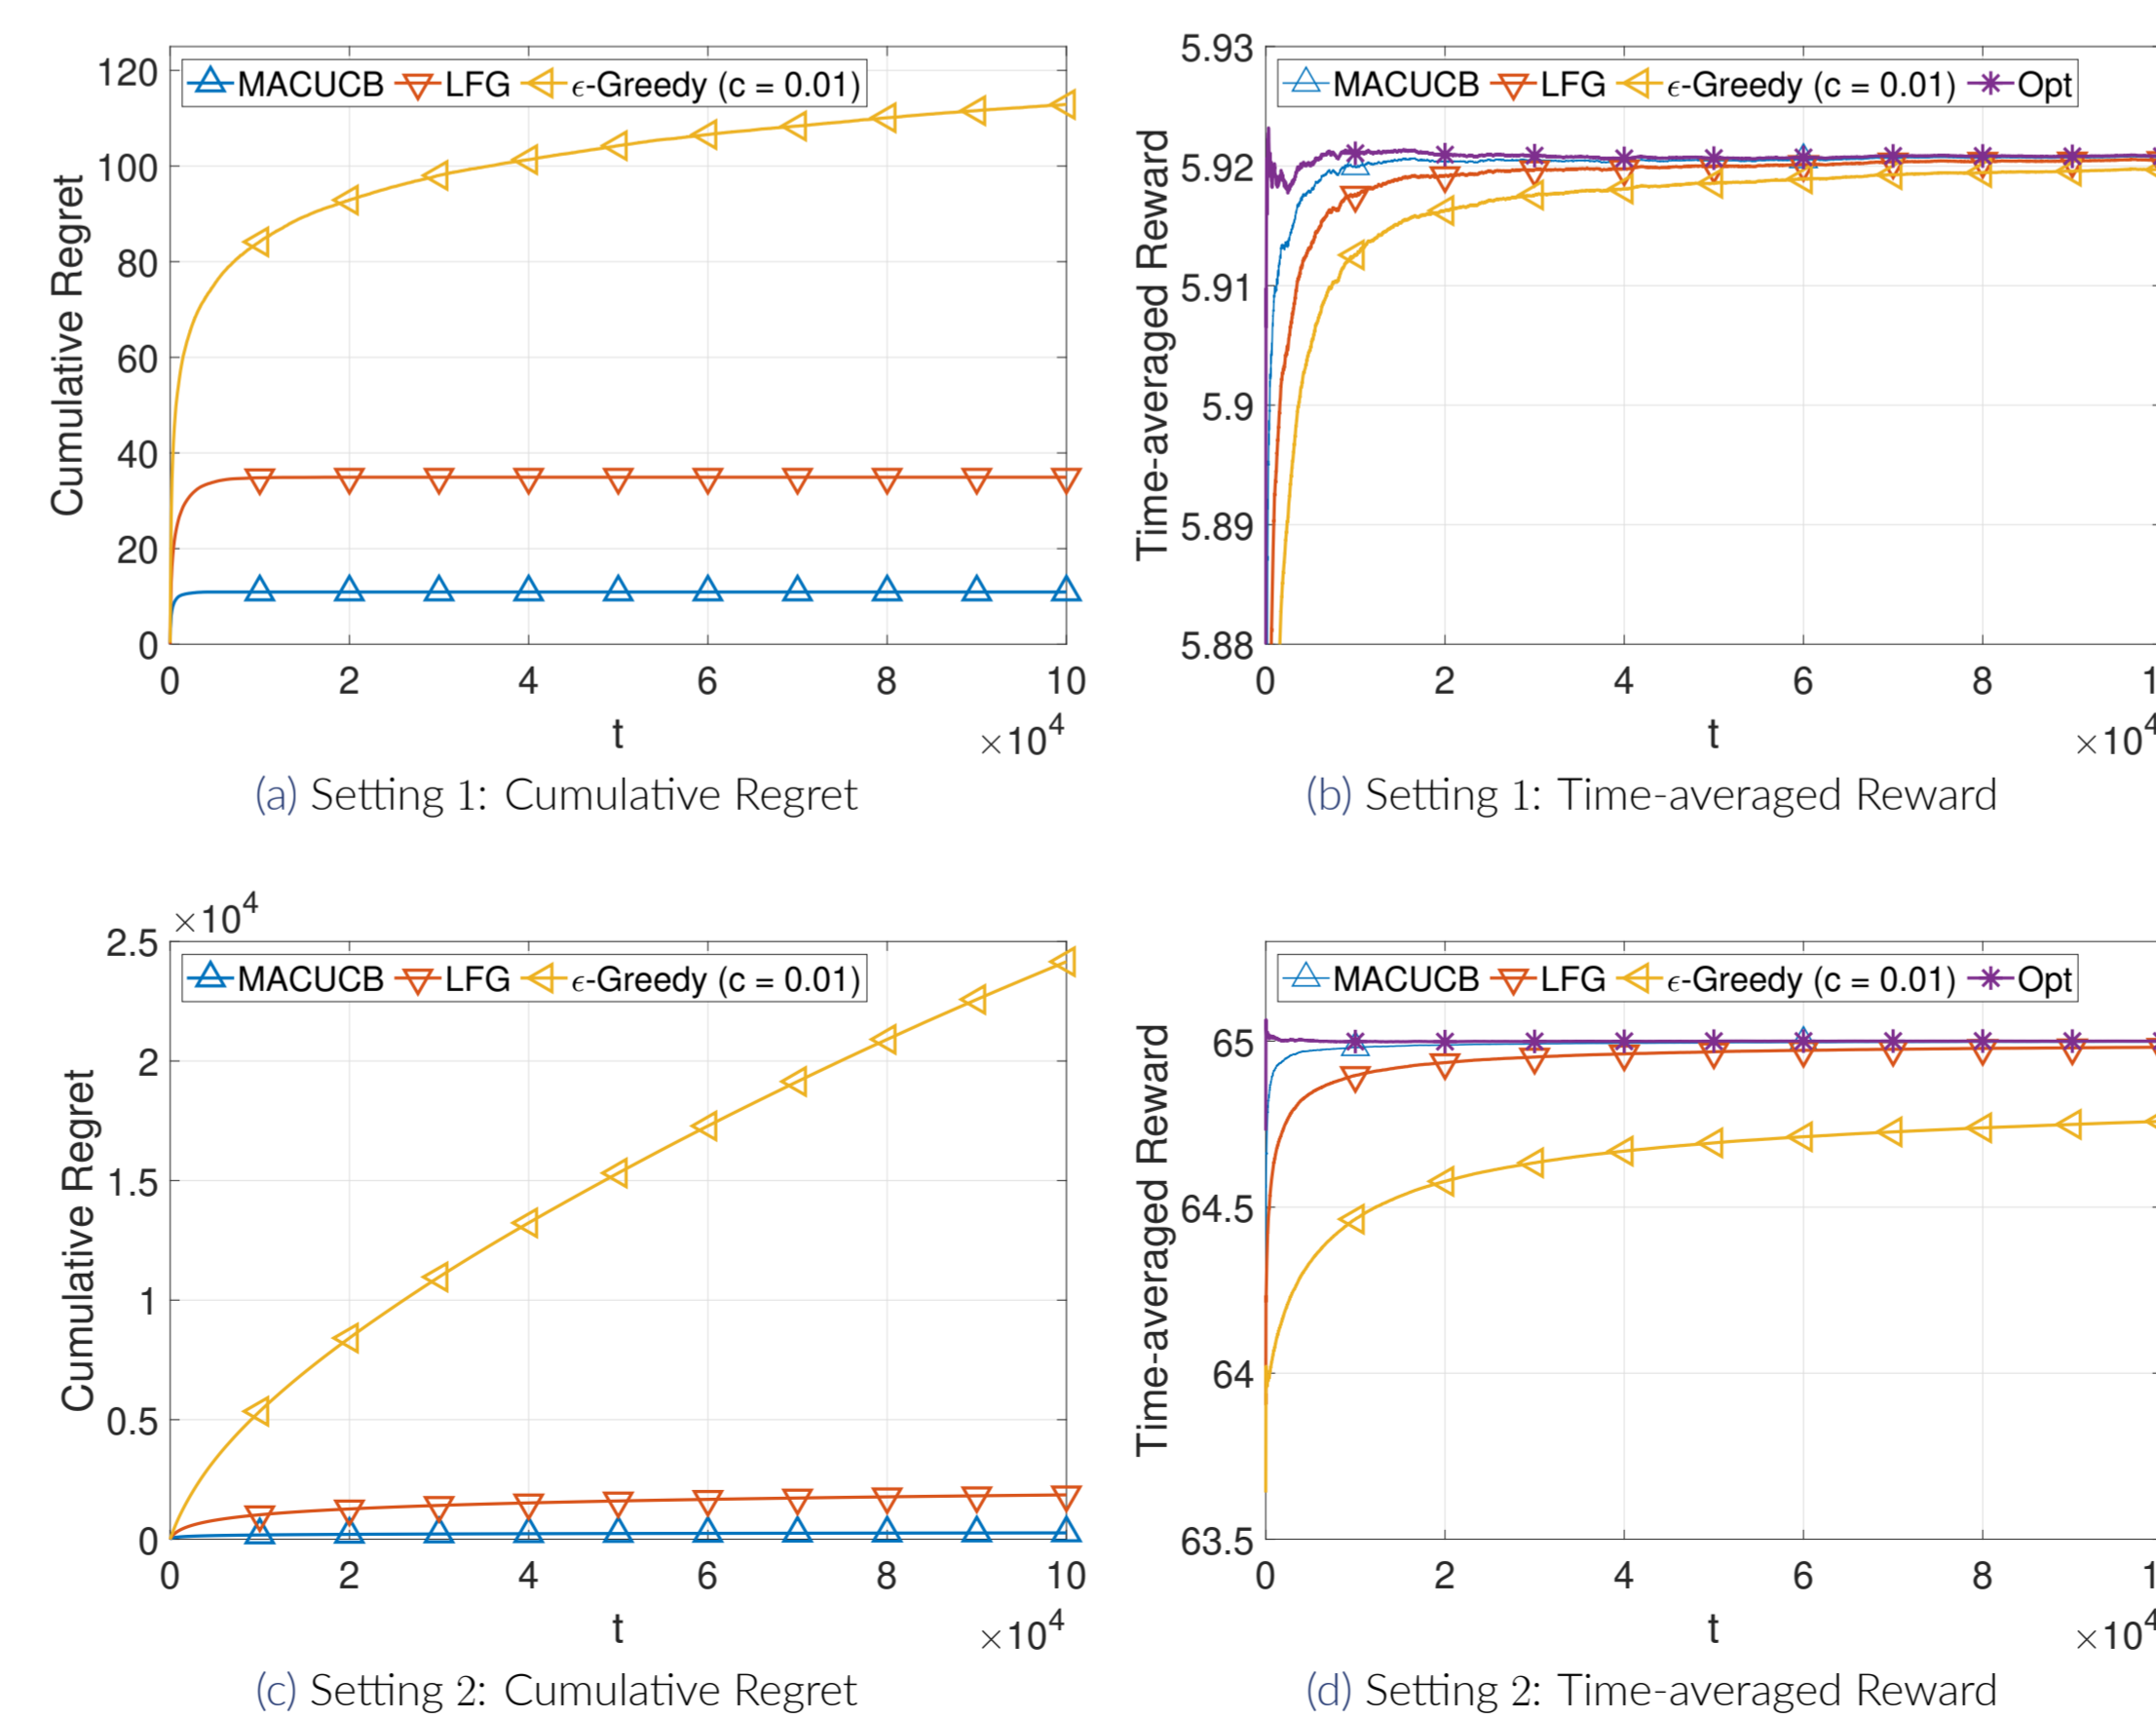 MACUCB LFG ϵ-Greedy (c = 0.01)
Cumulative Regret
120
100
80
60
40
20
0
0 2 4 6 8 10
t
×10^4
(a) Setting 1: Cumulative Regret
MACUCB LFG ϵ-Greedy (c = 0.01) Opt
Time-averaged Reward
5.93
5.92
5.91
5.9
5.89
5.88
0 2 4 6 8
t
×10^4
(b) Setting 1: Time-averaged Reward
×10^4
MACUCB LFG ϵ-Greedy (c = 0.01)
Cumulative Regret
2.5
2
1.5
1
0.5
0
0 2 4 6 8 10
t
×10^4
(c) Setting 2: Cumulative Regret
MACUCB LFG ϵ-Greedy (c = 0.01) Opt
Time-averaged Reward
65
64.5
64
63.5
0 2 4 6 8
t
×10^4
(d) Setting 2: Time-averaged Reward